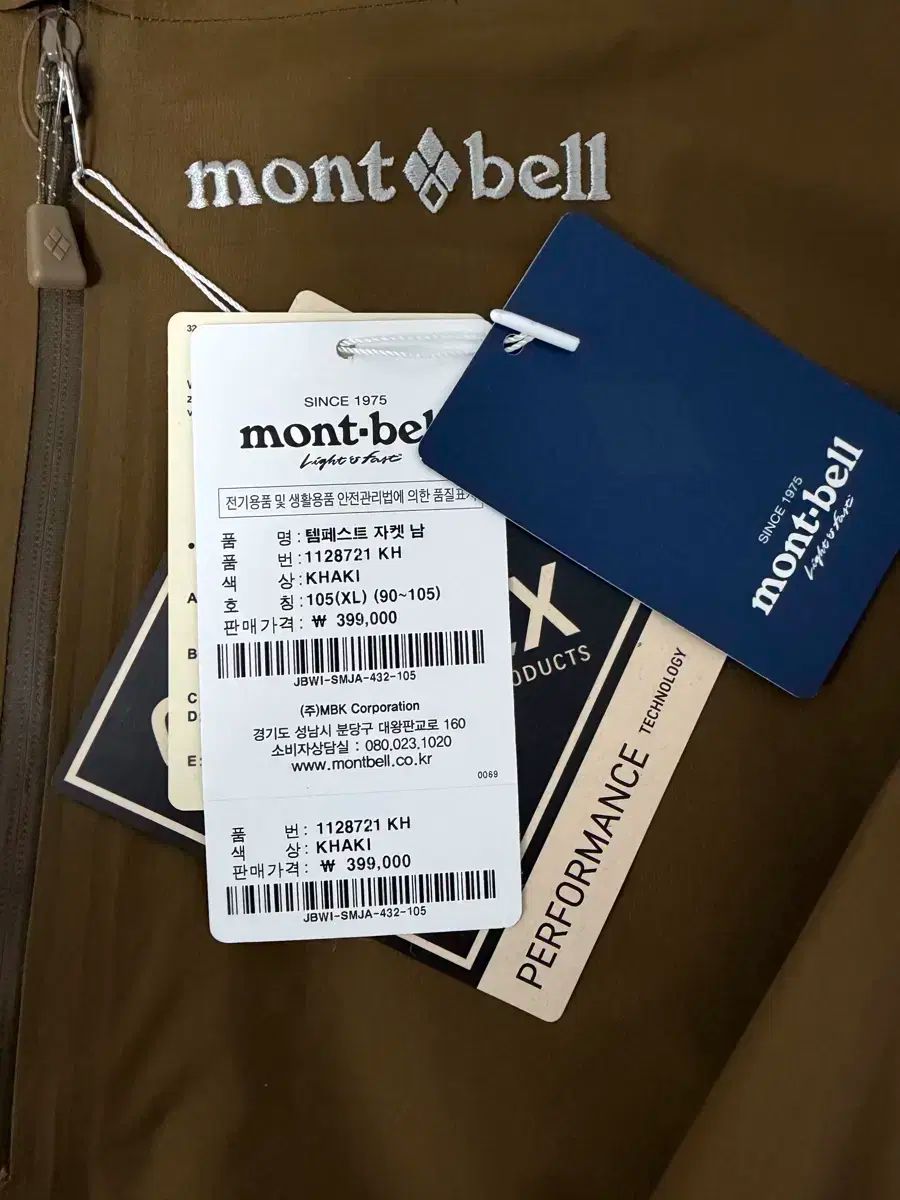 mont bell
SINCE 1975
mont-bel
Light & Fast
전기용품 및 생활용품 안전관리법에 의한 품질표시
품 명 : 템페스트 자켓 남
품 번 : 1128721 KH
색 상 : KHAKI
호 칭 : 105(XL) (90~105)
판매가격 : ₩ 399,000
JBWI-SMJA-432-105
(주)MBK Corporation
경기도 성남시 분당구 대왕판교로 160
소비자상담실 : 080.023.1020
www.montbell.co.kr
0069
품 번 : 1128721 KH
색 상 : KHAKI
판매가격 : ₩ 399,000
JBWI-SMJA-432-105
SINCE 1975
mont-bell
Light & Fast
32
A
B
C
D:
E:
X
ODUCTS
PERFORMANCE TECHNOLOGY